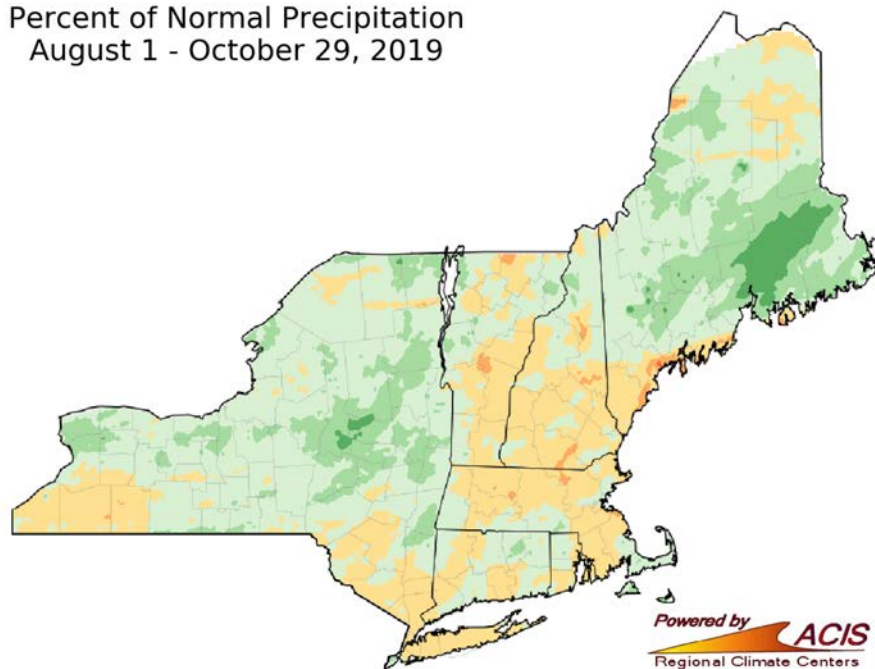 Percent of Normal Precipitation
August 1 - October 29, 2019
Powered by
ACIS
Regional Climate Centers